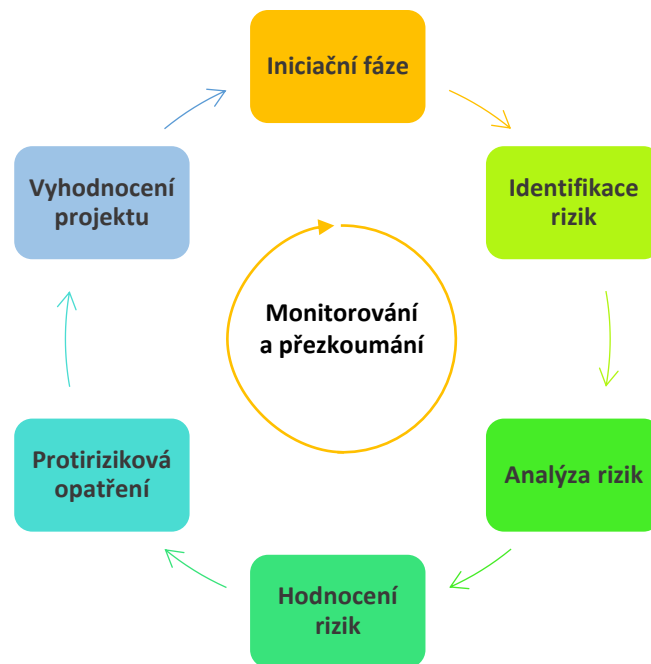 Iniciační fáze
Identifikace
rizik
Analýza rizik
Hodnocení
rizik
Protiriziková
opatření
Vyhodnocení
projektu
Monitorování
a přezkoumání